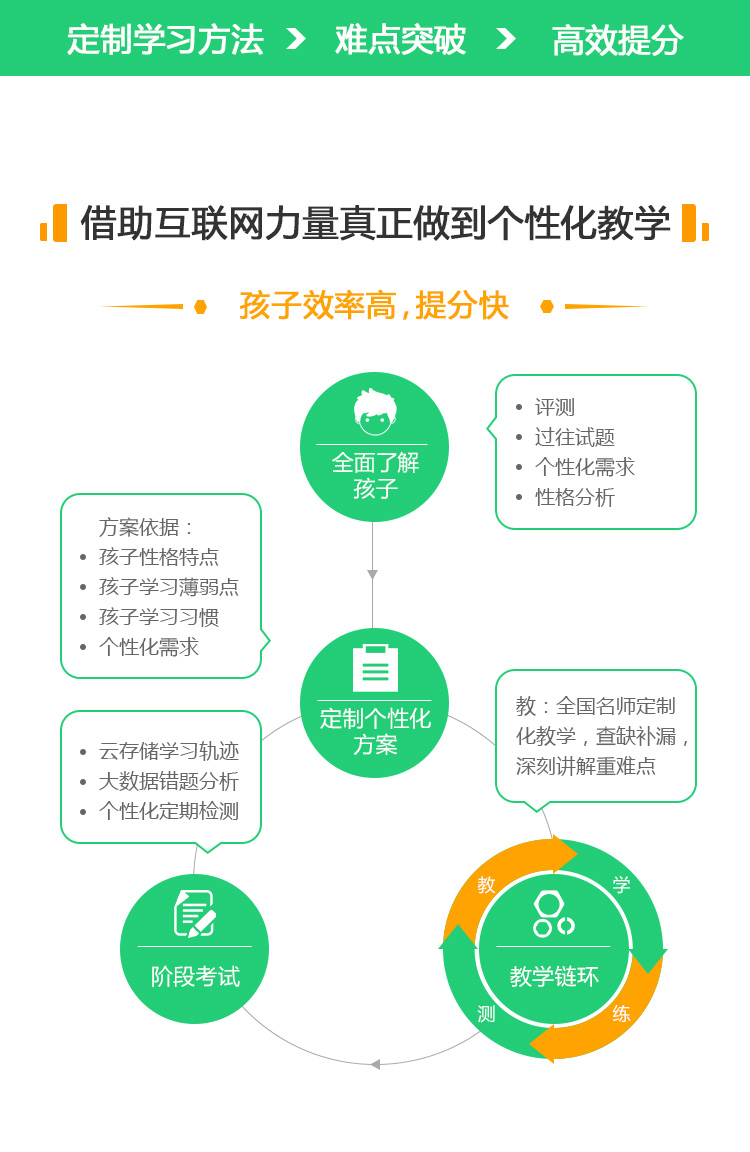 定制学习方法 > 难点突破 > 高效提分
借助互联网力量真正做到个性化教学
孩子效率高,提分快
全面了解
孩子
• 评测
• 过往试题
• 个性化需求
• 性格分析
方案依据：
• 孩子性格特点
• 孩子学习薄弱点
• 孩子学习习惯
• 个性化需求
定制个性化
方案
教：全国名师定制
化教学，查缺补漏，
深刻讲解重难点
• 云存储学习轨迹
• 大数据错题分析
• 个性化定期检测
教
学
教学链环
测
练
阶段考试